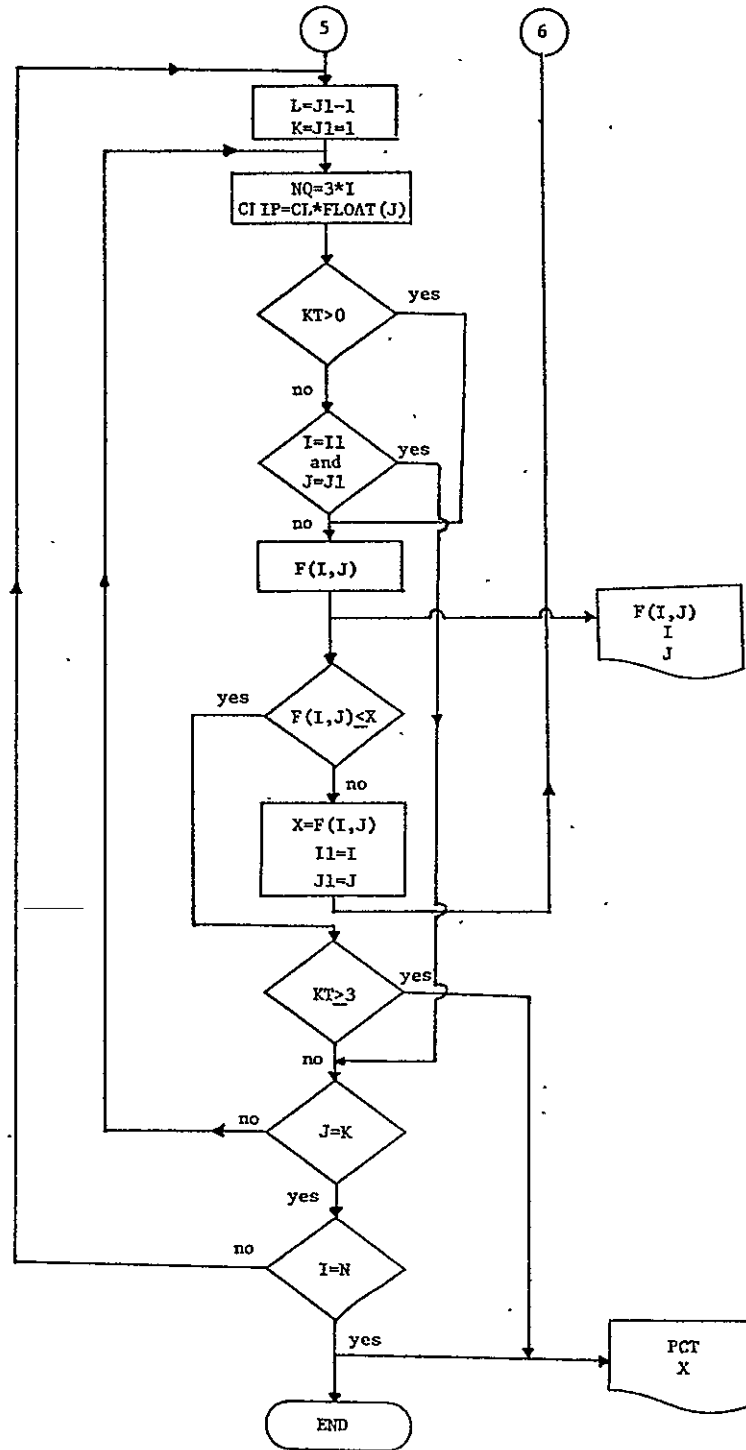 5
6
L=J1-1
K=J1=1
NQ=3*I
CLIP=CL*FLOAT(J)
KT>0
yes
no
I=I1
and
J=J1
yes
no
F(I,J)
F(I,J)
I
J
F(I,J)≤X
yes
no
X=F(I,J)
I1=I
J1=J
KT≥3
yes
no
J=K
no
yes
I=N
no
yes
PCT
X
END